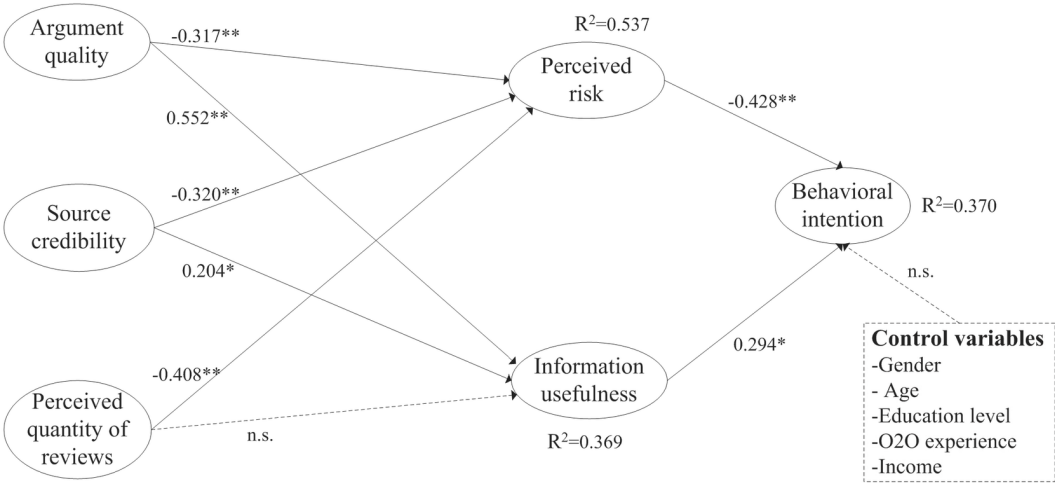 Argument
quality
-0.317**
0.552**
R²=0.537
Perceived
risk
-0.428**
Source
credibility
-0.320**
0.204*
Behavioral
intention
R²=0.370
n.s.
Perceived
quantity of
reviews
-0.408**
n.s.
Information
usefulness
R²=0.369
0.294*
Control variables
-Gender
- Age
-Education level
-O2O experience
-Income